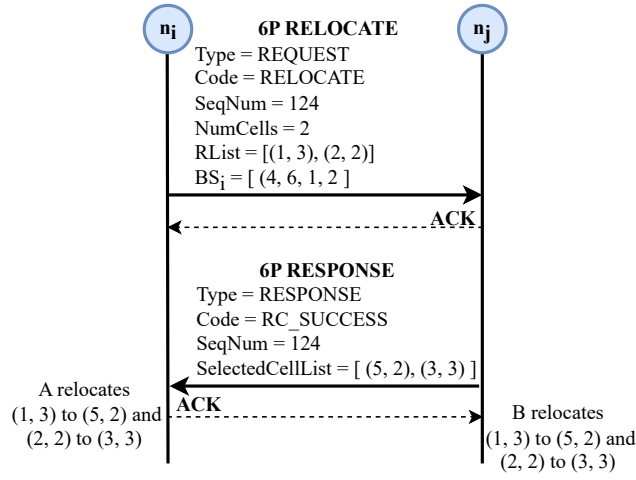 n_i
n_j
6P RELOCATE
Type = REQUEST
Code = RELOCATE
SeqNum = 124
NumCells = 2
RList = [(1, 3), (2, 2)]
BS_i = [ (4, 6, 1, 2 ]
ACK
6P RESPONSE
Type = RESPONSE
Code = RC_SUCCESS
SeqNum = 124
SelectedCellList = [ (5, 2), (3, 3) ]
ACK
A relocates
(1, 3) to (5, 2) and
(2, 2) to (3, 3)
B relocates
(1, 3) to (5, 2) and
(2, 2) to (3, 3)